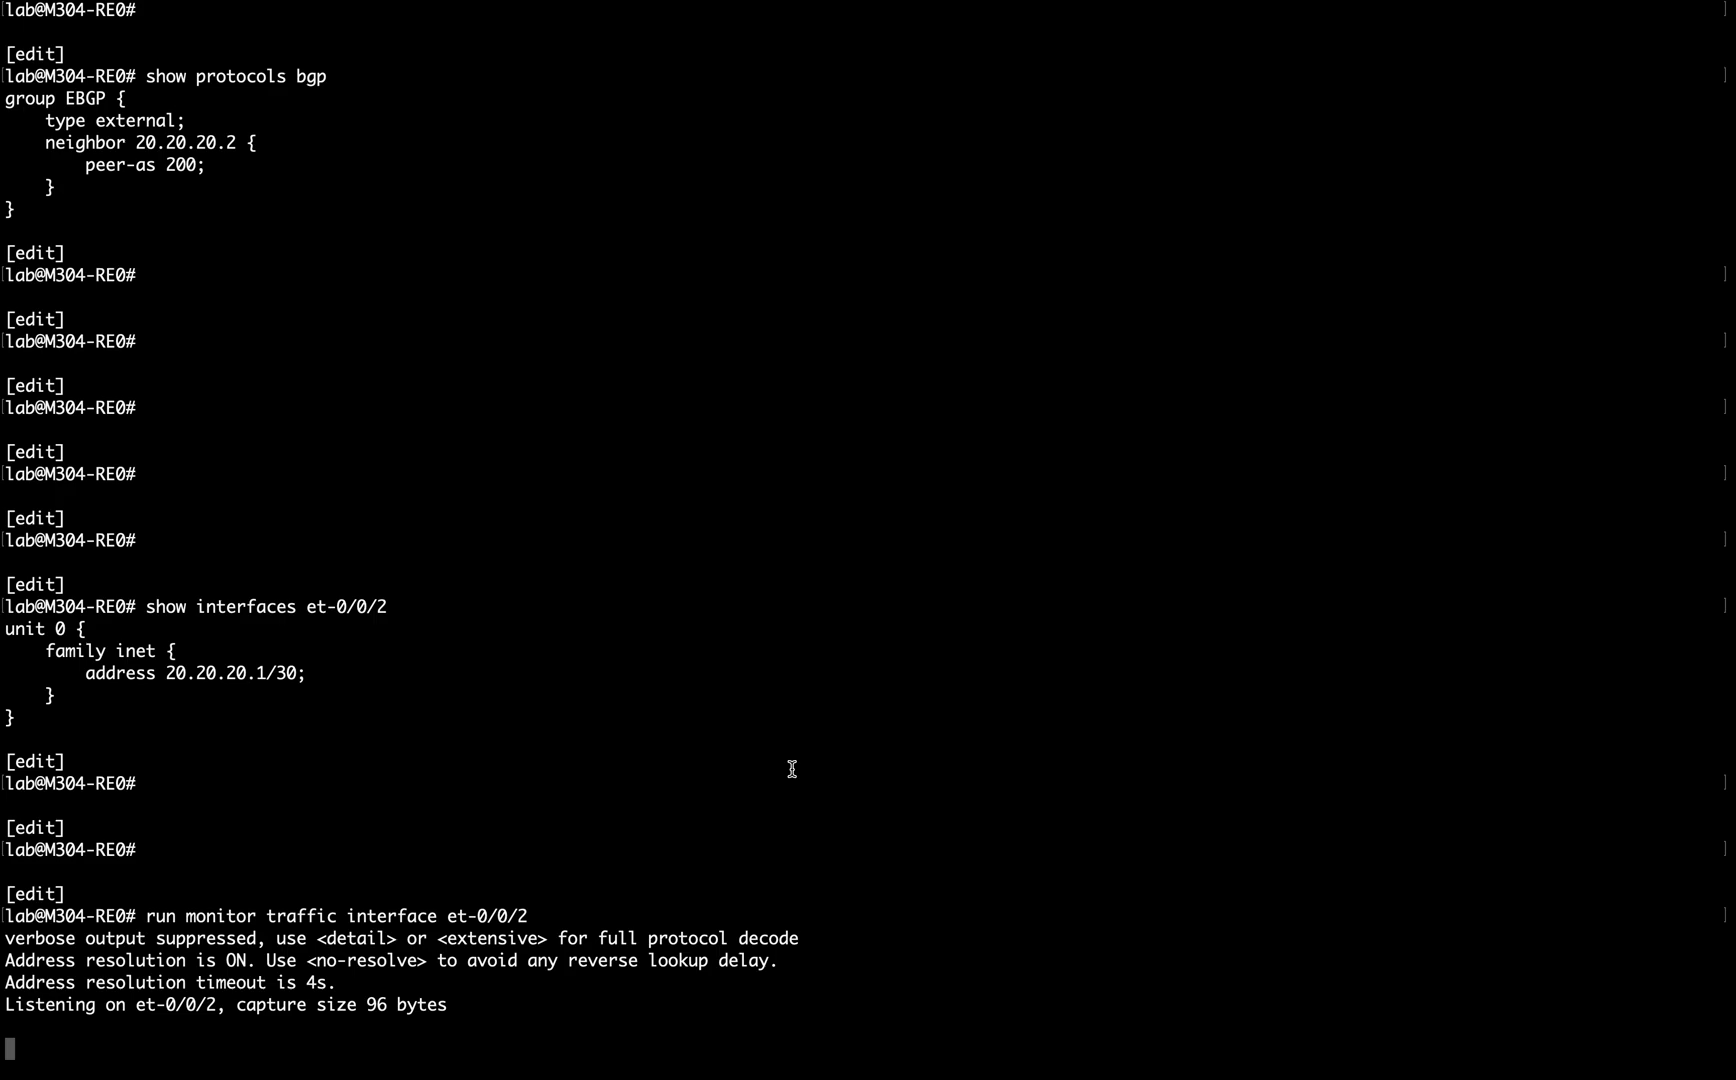 [lab@M304-RE0# ]

[edit]
[lab@M304-RE0# show protocols bgp ]
group EBGP {
    type external;
    neighbor 20.20.20.2 {
        peer-as 200;
    }
}

[edit]
[lab@M304-RE0# ]

[edit]
[lab@M304-RE0# ]

[edit]
[lab@M304-RE0# ]

[edit]
[lab@M304-RE0# ]

[edit]
[lab@M304-RE0# ]

[edit]
[lab@M304-RE0# show interfaces et-0/0/2 ]
unit 0 {
    family inet {
        address 20.20.20.1/30;
    }
}

[edit]
[lab@M304-RE0# ]

[edit]
[lab@M304-RE0# ]

[edit]
[lab@M304-RE0# run monitor traffic interface et-0/0/2 ]
verbose output suppressed, use <detail> or <extensive> for full protocol decode
Address resolution is ON. Use <no-resolve> to avoid any reverse lookup delay.
Address resolution timeout is 4s.
Listening on et-0/0/2, capture size 96 bytes